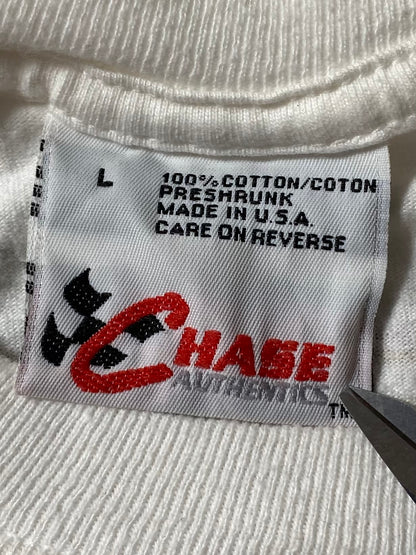 L
100% COTTON/COTON
PRESHRUNK
MADE IN U.S.A.
CARE ON REVERSE
CHASE
AUTHENTICS